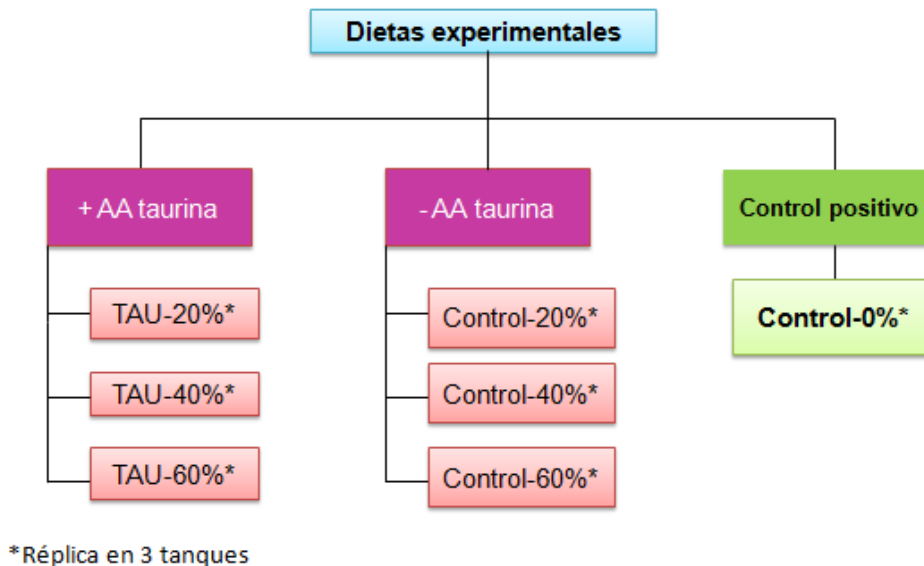 Dietas experimentales
+ AA taurina
- AA taurina
Control positivo
TAU-20%*
Control-20%*
Control-0%*
TAU-40%*
Control-40%*
TAU-60%*
Control-60%*
*Réplica en 3 tanques